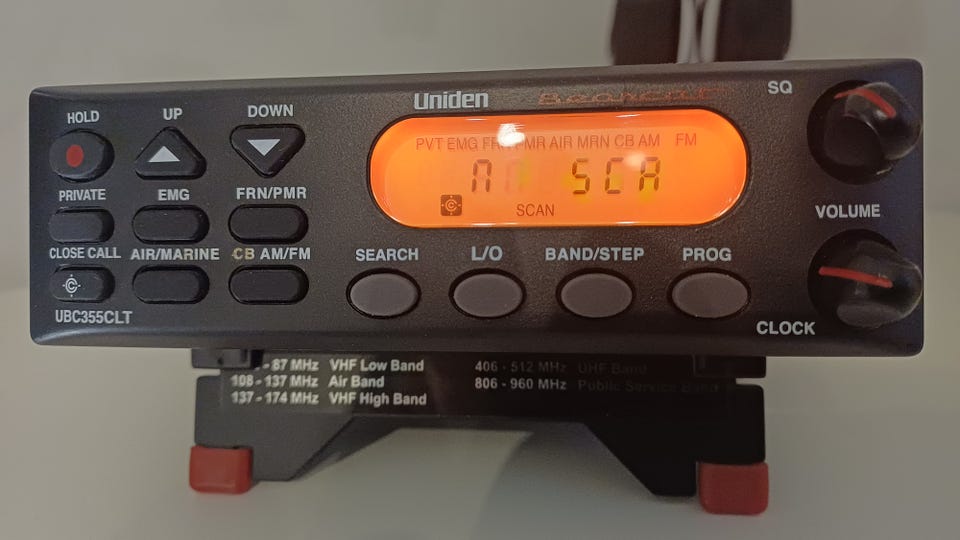 Uniden Bearcat
SQ
HOLD UP DOWN
PVT EMG FRN PMR AIR MRN CB AM FM
SCA
SCAN
PRIVATE EMG FRN/PMR
VOLUME
CLOSE CALL AIR/MARINE CB AM/FM
SEARCH L/O BAND/STEP PROG
UBC355CLT
CLOCK
87 MHz VHF Low Band 406 - 512 MHz UHF Band
108 - 137 MHz Air Band 806 - 960 MHz Public Service Band
137 - 174 MHz VHF High Band